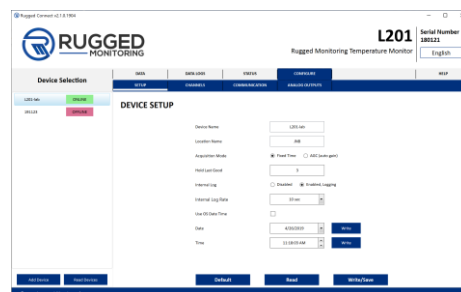 Rugged Connect v2.1.0.1904
RUGGED
MONITORING
L201
Rugged Monitoring Temperature Monitor
Serial Number
180121
English
Device Selection
DATA
DATA LOGS
STATUS
CONFIGURE
HELP
SETUP
CHANNELS
COMMUNICATION
ANALOG OUTPUTS
L201-lab
ONLINE
OFFLINE
DEVICE SETUP
Device Name
L201-lab
Location Name
Acquisition Mode
Fixed Time
AGC (auto gain)
Hold Last Good
3
Internal Log
Disabled
Enabled, Logging
Internal Log Rate
10 sec
Use OS Date Time
Date
4/26/2019
Write
Time
11:18:03 AM
Write
Add Device
Read Devices
Default
Read
Write/Save